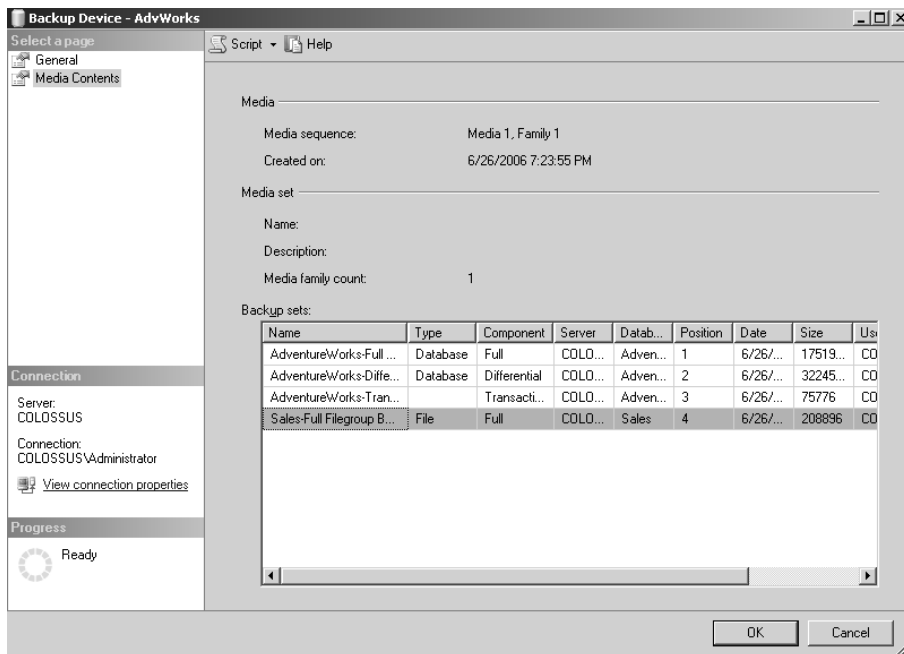 Backup Device - AdvWorks
Select a page
General
Media Contents
Script Help
Media
Media sequence: Media 1, Family 1
Created on: 6/26/2006 7:23:55 PM
Media set
Name:
Description:
Media family count: 1
Backup sets:
Name Type Component Server Datab... Position Date Size Use
AdventureWorks-Full ... Database Full COLO... Adven... 1 6/26/... 17519... CO
AdventureWorks-Diffe... Database Differential COLO... Adven... 2 6/26/... 32245... CO
AdventureWorks-Tran... Transacti... COLO... Adven... 3 6/26/... 75776 CO
Sales-Full Filegroup B... File Full COLO... Sales 4 6/26/... 208896 CO
Connection
Server:
COLOSSUS
Connection:
COLOSSUS\Administrator
View connection properties
Progress
Ready
OK Cancel